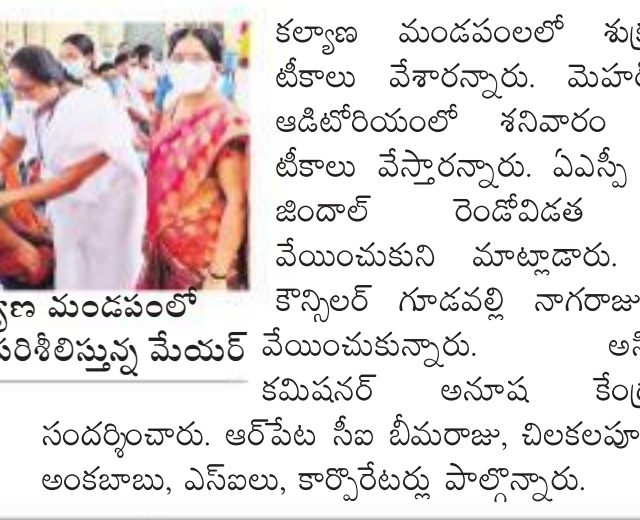 కల్యాణ మండపంలలో
టీకాలు వేశారన్నారు.
ఆడిటోరియంలో శనివారం
టీకాలు వేస్తారన్నారు. ఏఎస్పీ
జిందాల్ రెండోవిడత
వేయించుకుని మాట్లాడారు.
కౌన్సిలర్ గూడవల్లి నాగరాజు
వేయించుకున్నారు.
కమిషనర్ అనూష
సందర్శించారు. ఆర్‌పేట సీఐ బీమరాజు,
అంకబాబు, ఎస్ఐలు, కార్పొరేటర్లు పాల్గొన్నారు.
మండపంలో
పరిశీలిస్తున్న మేయర్